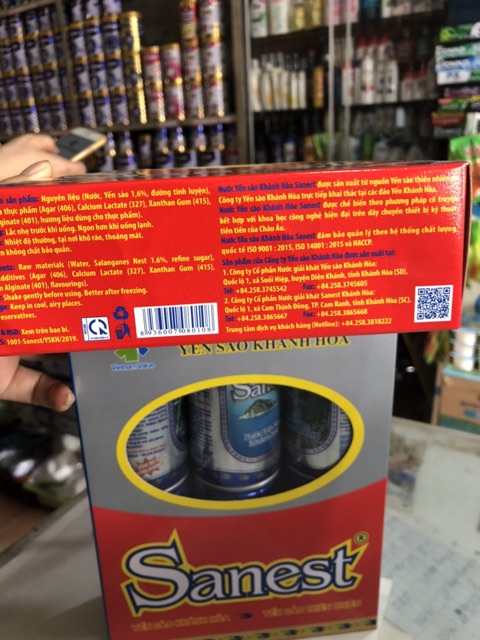 sản phẩm: Nguyên liệu (Nước, Yến sào 1,6%, đường tinh luyện),
thực phẩm (Agar (406), Calcium Lactate (327), Xanthan Gum (415),
Alginate (401), hương liệu dùng cho thực phẩm).
Lắc nhẹ trước khi uống. Ngon hơn khi uống lạnh.
Nhiệt độ thường, tại nơi khô ráo, thoáng mát.
không chất bảo quản.
Raw materials (Water, Salanganes Nest 1.6%, refine sugar),
additives (Agar (406), Calcium Lactate (327), Xanthan Gum (415),
Alginate (401), flavourings).
Shake gently before using. Better after freezing.
Keep in cool, airy places.
HSD: Xem trên bao bì.
1001-Sanest/YSKH/2019.
8936007908010
Nước Yến sào Khánh Hòa Sanest được sản xuất từ nguồn Yến sào thiên nhiên
Công ty Yến sào Khánh Hòa trực tiếp khai thác tại các đảo Yến Khánh Hòa.
Nước Yến sào Khánh Hòa Sanest được chế biến theo phương pháp cổ truyền
kết hợp với khoa học công nghệ hiện đại trên dây chuyền thiết bị kỹ thuật
tiên tiến của Châu Âu.
Nước Yến sào Khánh Hòa Sanest đảm bảo quản lý theo hệ thống chất lượng
quốc tế ISO 9001 : 2015, ISO 14001 : 2015 và HACCP.
Sản phẩm của Công ty Yến sào Khánh Hòa được sản xuất tại:
1. Công ty Cổ phần Nước giải khát Yến sào Khánh Hòa:
Quốc lộ 1, xã Suối Hiệp, huyện Diên Khánh, tỉnh Khánh Hòa (SD).
Tel: +84.258.3745542 Fax: +84.258.3745605
2. Công ty Cổ phần Nước giải khát Sanest Khánh Hòa:
Quốc lộ 1, xã Cam Thịnh Đông, TP. Cam Ranh, tỉnh Khánh Hòa (SC).
Tel: +84.258.3865667 Fax: +84.258.3865668
Trung tâm dịch vụ khách hàng (Hotline): +84.258.3818222
YẾN SÀO KHÁNH HÒA
Sanest
YẾN SÀO KHÁNH HÒA - YẾN SÀO THIÊN NHIÊN